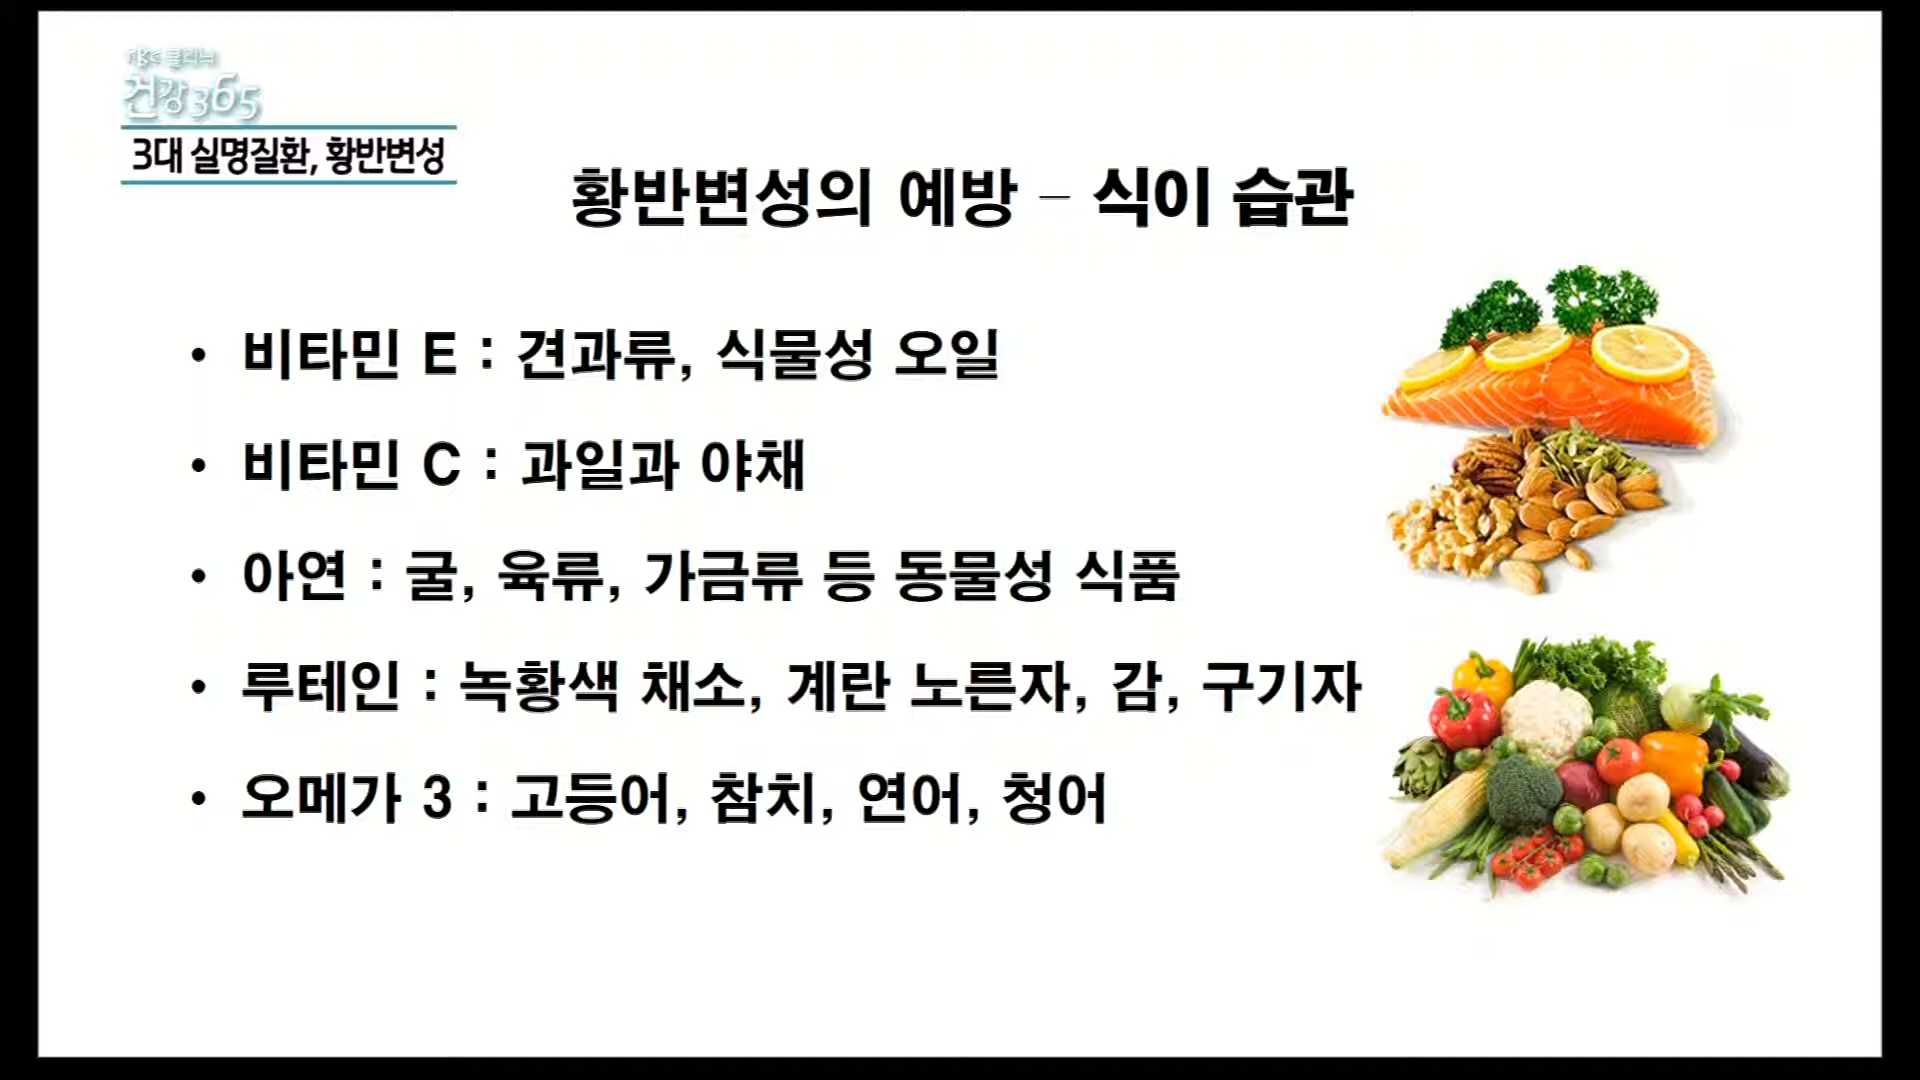 클리닉
건강365
3대 실명질환, 황반변성
황반변성의 예방 – 식이 습관
• 비타민 E : 견과류, 식물성 오일
• 비타민 C : 과일과 야채
• 아연 : 굴, 육류, 가금류 등 동물성 식품
• 루테인 : 녹황색 채소, 계란 노른자, 감, 구기자
• 오메가 3 : 고등어, 참치, 연어, 청어